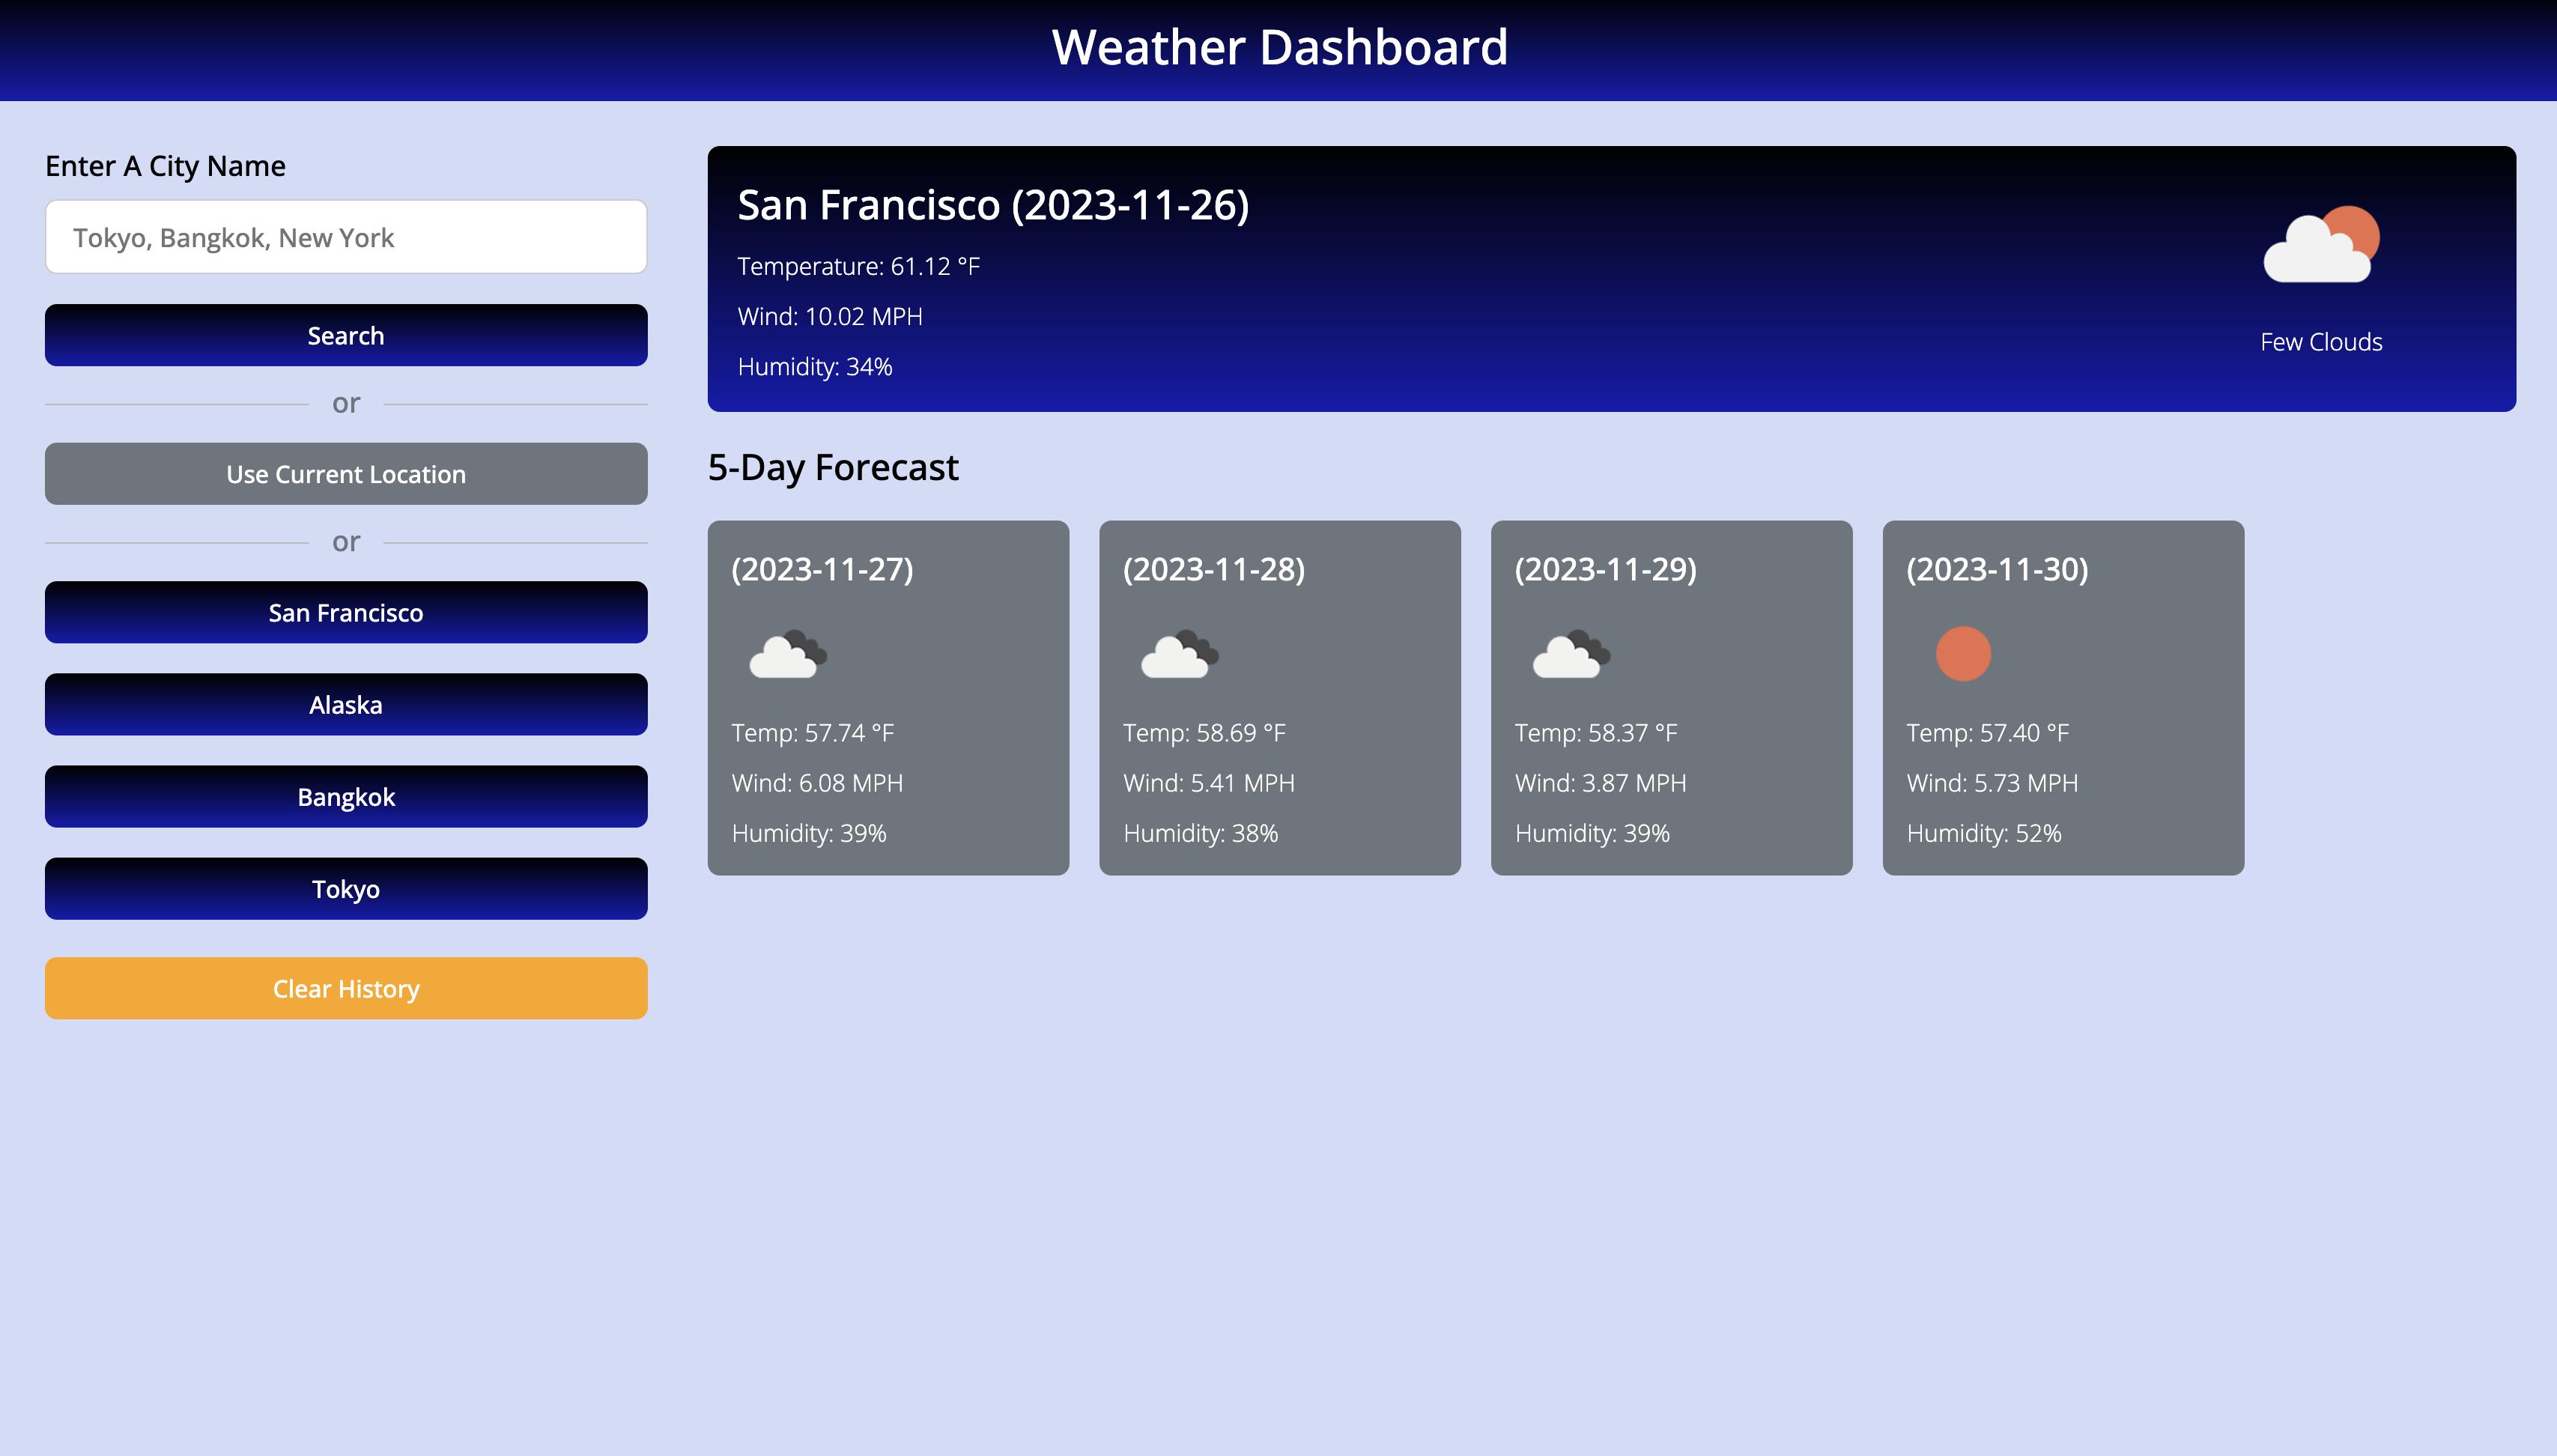 Weather Dashboard
Enter A City Name
Tokyo, Bangkok, New York
Search
or
Use Current Location
or
San Francisco
Alaska
Bangkok
Tokyo
Clear History
San Francisco (2023-11-26)
Temperature: 61.12 °F
Wind: 10.02 MPH
Humidity: 34%
Few Clouds
5-Day Forecast
(2023-11-27)
Temp: 57.74 °F
Wind: 6.08 MPH
Humidity: 39%
(2023-11-28)
Temp: 58.69 °F
Wind: 5.41 MPH
Humidity: 38%
(2023-11-29)
Temp: 58.37 °F
Wind: 3.87 MPH
Humidity: 39%
(2023-11-30)
Temp: 57.40 °F
Wind: 5.73 MPH
Humidity: 52%